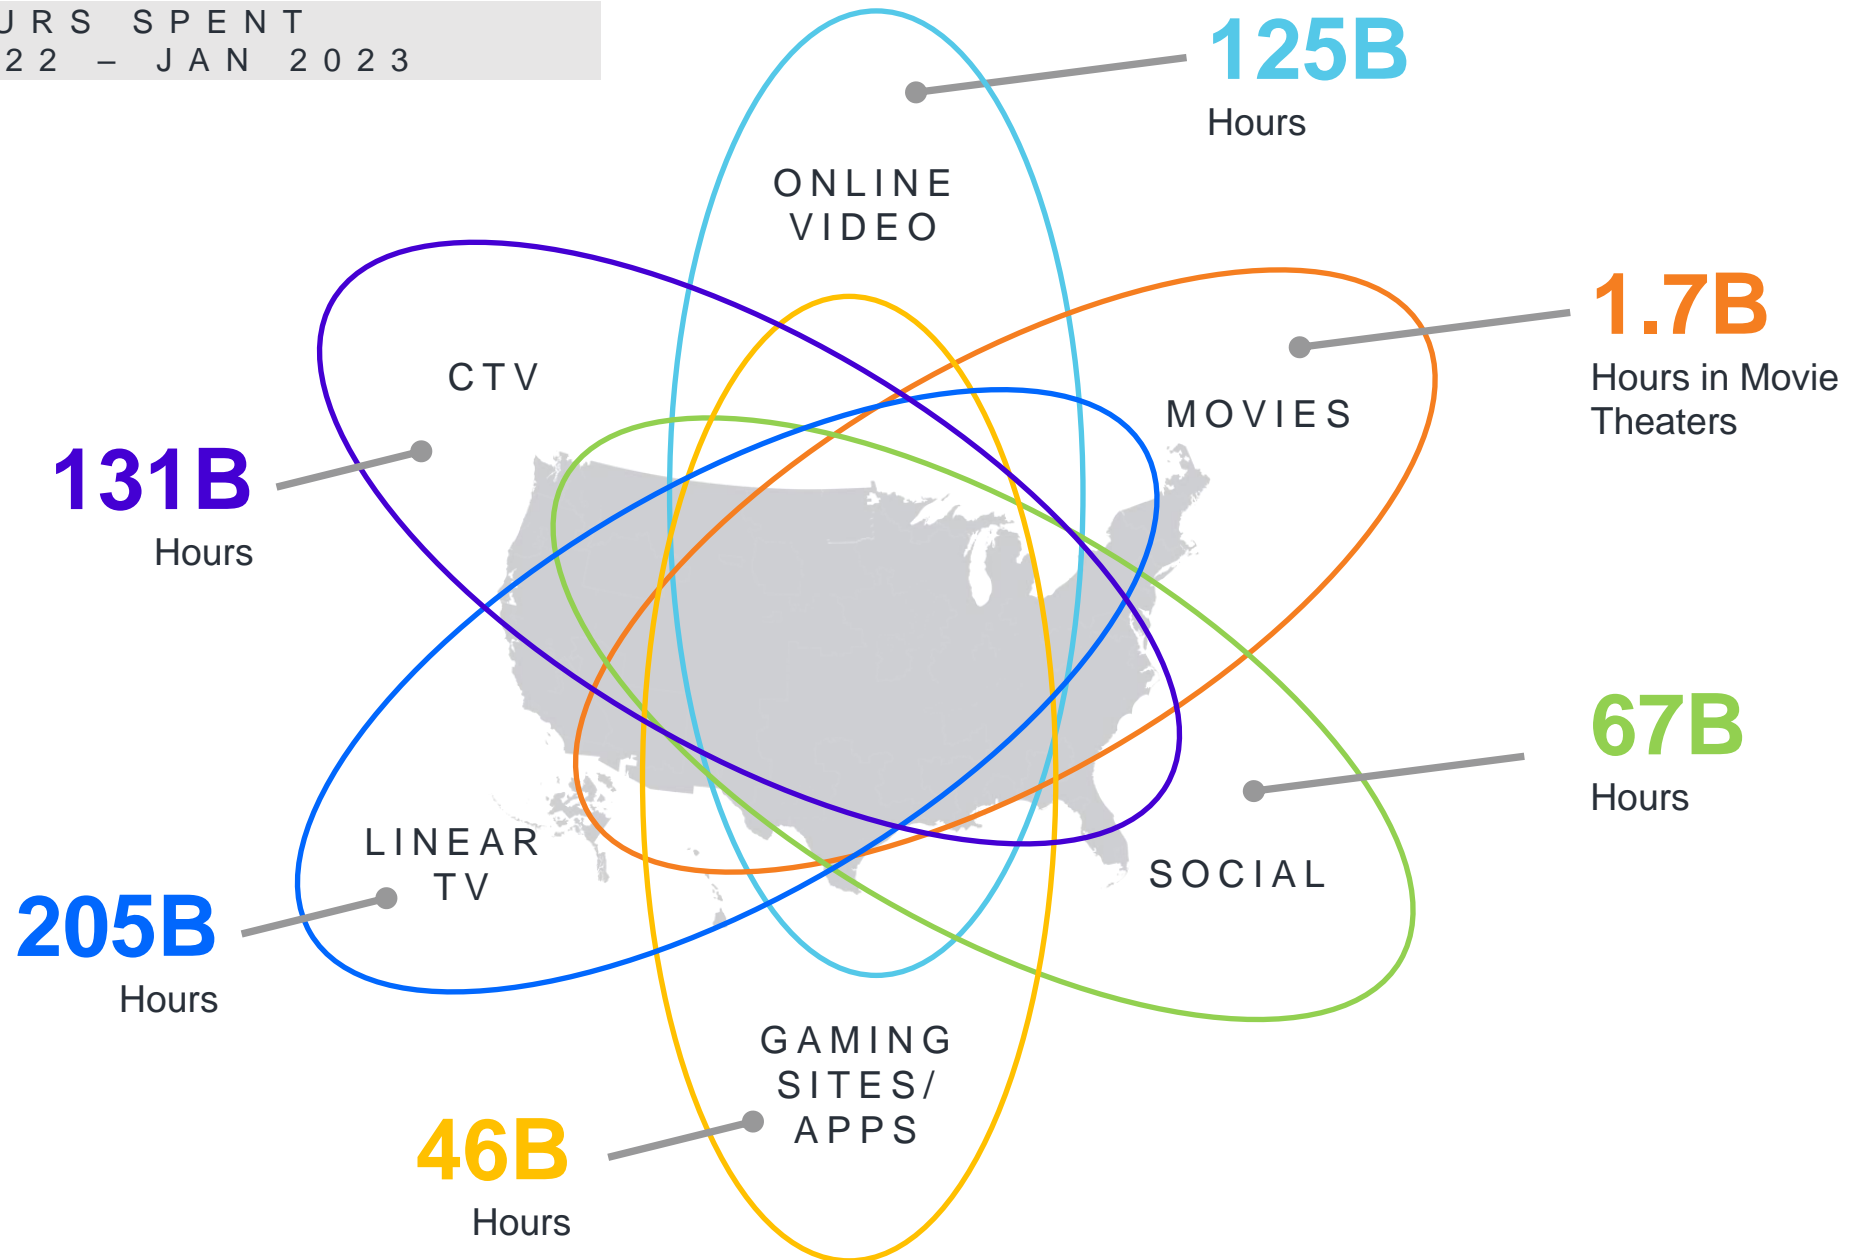 URS SPENT
22 – JAN 2023
125B
Hours
ONLINE
VIDEO
1.7B
Hours in Movie
Theaters
MOVIES
CTV
131B
Hours
67B
Hours
SOCIAL
LINEAR
TV
205B
Hours
GAMING
SITES/
APPS
46B
Hours